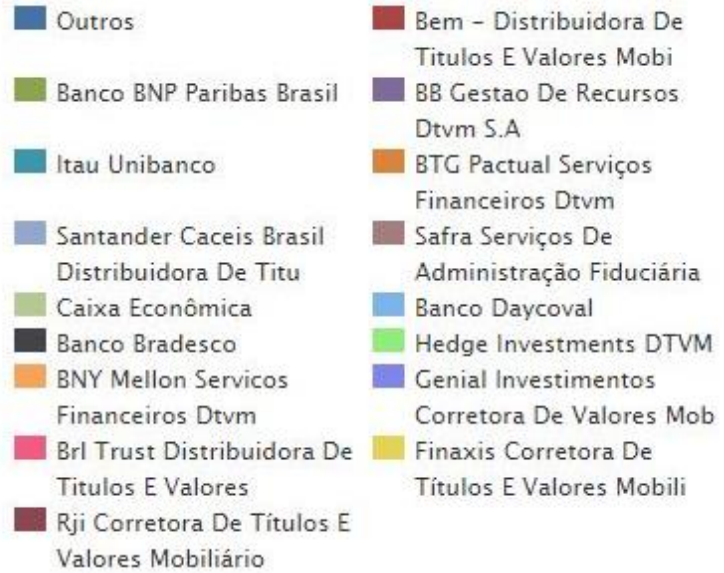 Outros
Bem - Distribuidora De
Titulos E Valores Mobi
Banco BNP Paribas Brasil
BB Gestao De Recursos
Dtvm S.A
Itau Unibanco
BTG Pactual Serviços
Financeiros Dtvm
Santander Caceis Brasil
Distribuidora De Titu
Safra Serviços De
Administração Fiduciária
Caixa Econômica
Banco Daycoval
Banco Bradesco
Hedge Investments DTVM
BNY Mellon Servicos
Financeiros Dtvm
Genial Investimentos
Corretora De Valores Mob
Brl Trust Distribuidora De
Titulos E Valores
Finaxis Corretora De
Títulos E Valores Mobili
Rji Corretora De Títulos E
Valores Mobiliário